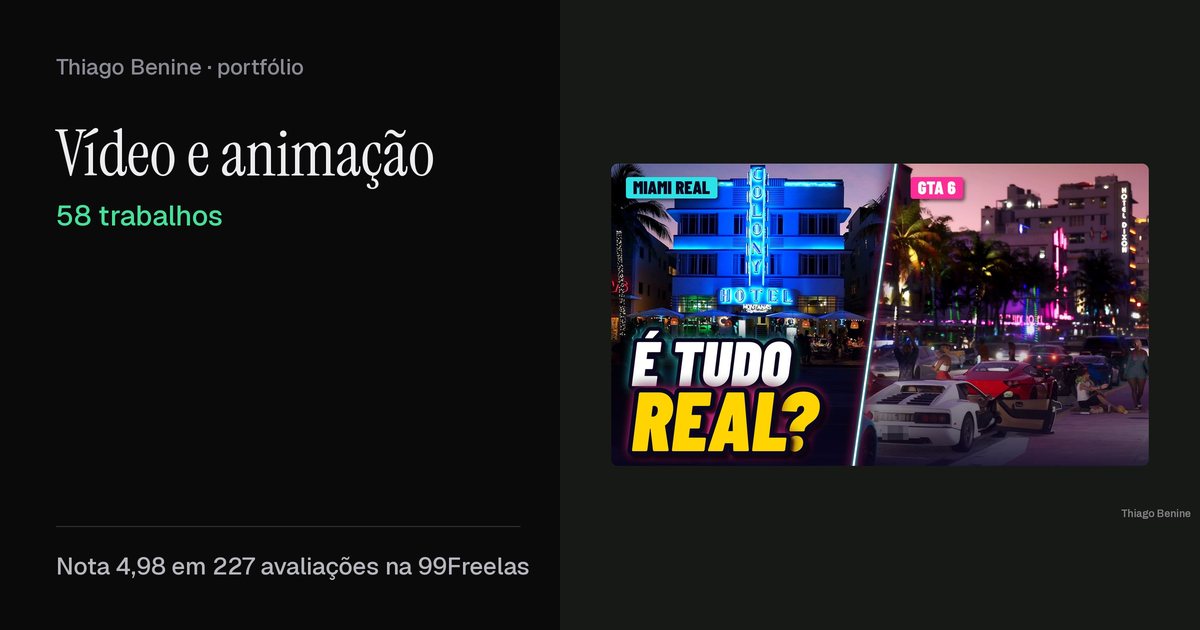 Thiago Benine · portfólio
Vídeo e animação
58 trabalhos
Nota 4,98 em 227 avaliações na 99Freelas
MIAMI REAL
GTA 6
COLONY
HOTEL
HOTEL DIXON
É TUDO
REAL?
Thiago Benine